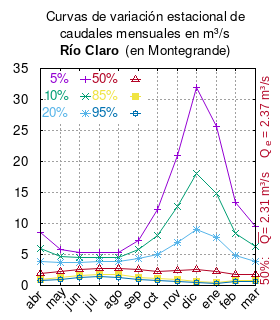 Curvas de variación estacional de
caudales mensuales en m³/s
Río Claro (en Montegrande)
35
30
25
20
15
10
5
0
5% 50%
10% 85%
20% 95%
abr may jun jul ago sep oct nov dic ene feb mar
50%: Q= 2.31 m³/s Q e = 2.37 m³/s